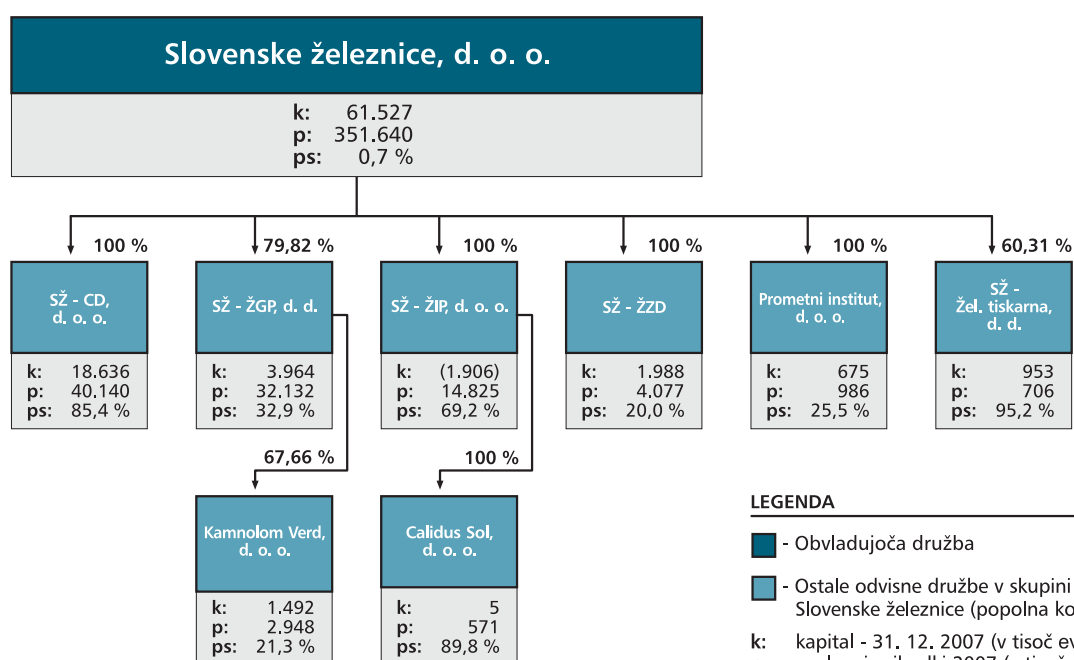 Slovenske železnice, d. o. o.
k: 61.527
p: 351.640
ps: 0,7 %
100 %
79,82 %
100 %
100 %
100 %
60,31 %
SŽ - CD,
d. o. o.
k: 18.636
p: 40.140
ps: 85,4 %
SŽ - ŽGP, d. d.
k: 3.964
p: 32.132
ps: 32,9 %
SŽ - ŽIP, d. o. o.
k: (1.906)
p: 14.825
ps: 69,2 %
SŽ - ŽZD
k: 1.988
p: 4.077
ps: 20,0 %
Prometni institut,
d. o. o.
k: 675
p: 986
ps: 25,5 %
SŽ -
Žel. tiskarna,
d. d.
k: 953
p: 706
ps: 95,2 %
67,66 %
Kamnolom Verd,
d. o. o.
k: 1.492
p: 2.948
ps: 21,3 %
100 %
Calidus Sol,
d. o. o.
k: 5
p: 571
ps: 89,8 %
LEGENDA
- Obvladujoča družba
- Ostale odvisne družbe v skupini
Slovenske železnice (popolna
k: kapital - 31. 12. 2007 (v tisoč